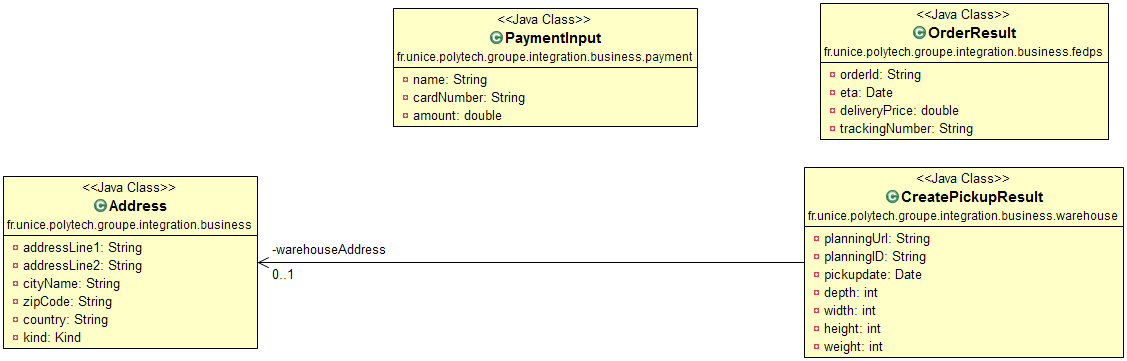 <<Java Class>>
PaymentInput
fr.unice.polytech.groupe.integration.business.payment
name: String
cardNumber: String
amount: double
<<Java Class>>
OrderResult
fr.unice.polytech.groupe.integration.business.fedps
orderId: String
eta: Date
deliveryPrice: double
trackingNumber: String
<<Java Class>>
Address
fr.unice.polytech.groupe.integration.business
addressLine1: String
addressLine2: String
cityName: String
zipCode: String
country: String
kind: Kind
-warehouseAddress
0..1
<<Java Class>>
CreatePickupResult
fr.unice.polytech.groupe.integration.business.warehouse
planningUrl: String
planningID: String
pickupdate: Date
depth: int
width: int
height: int
weight: int